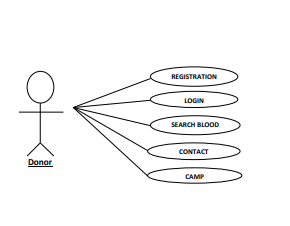 REGISTRATION
LOGIN
SEARCH BLOOD
CONTACT
Donor
CAMP